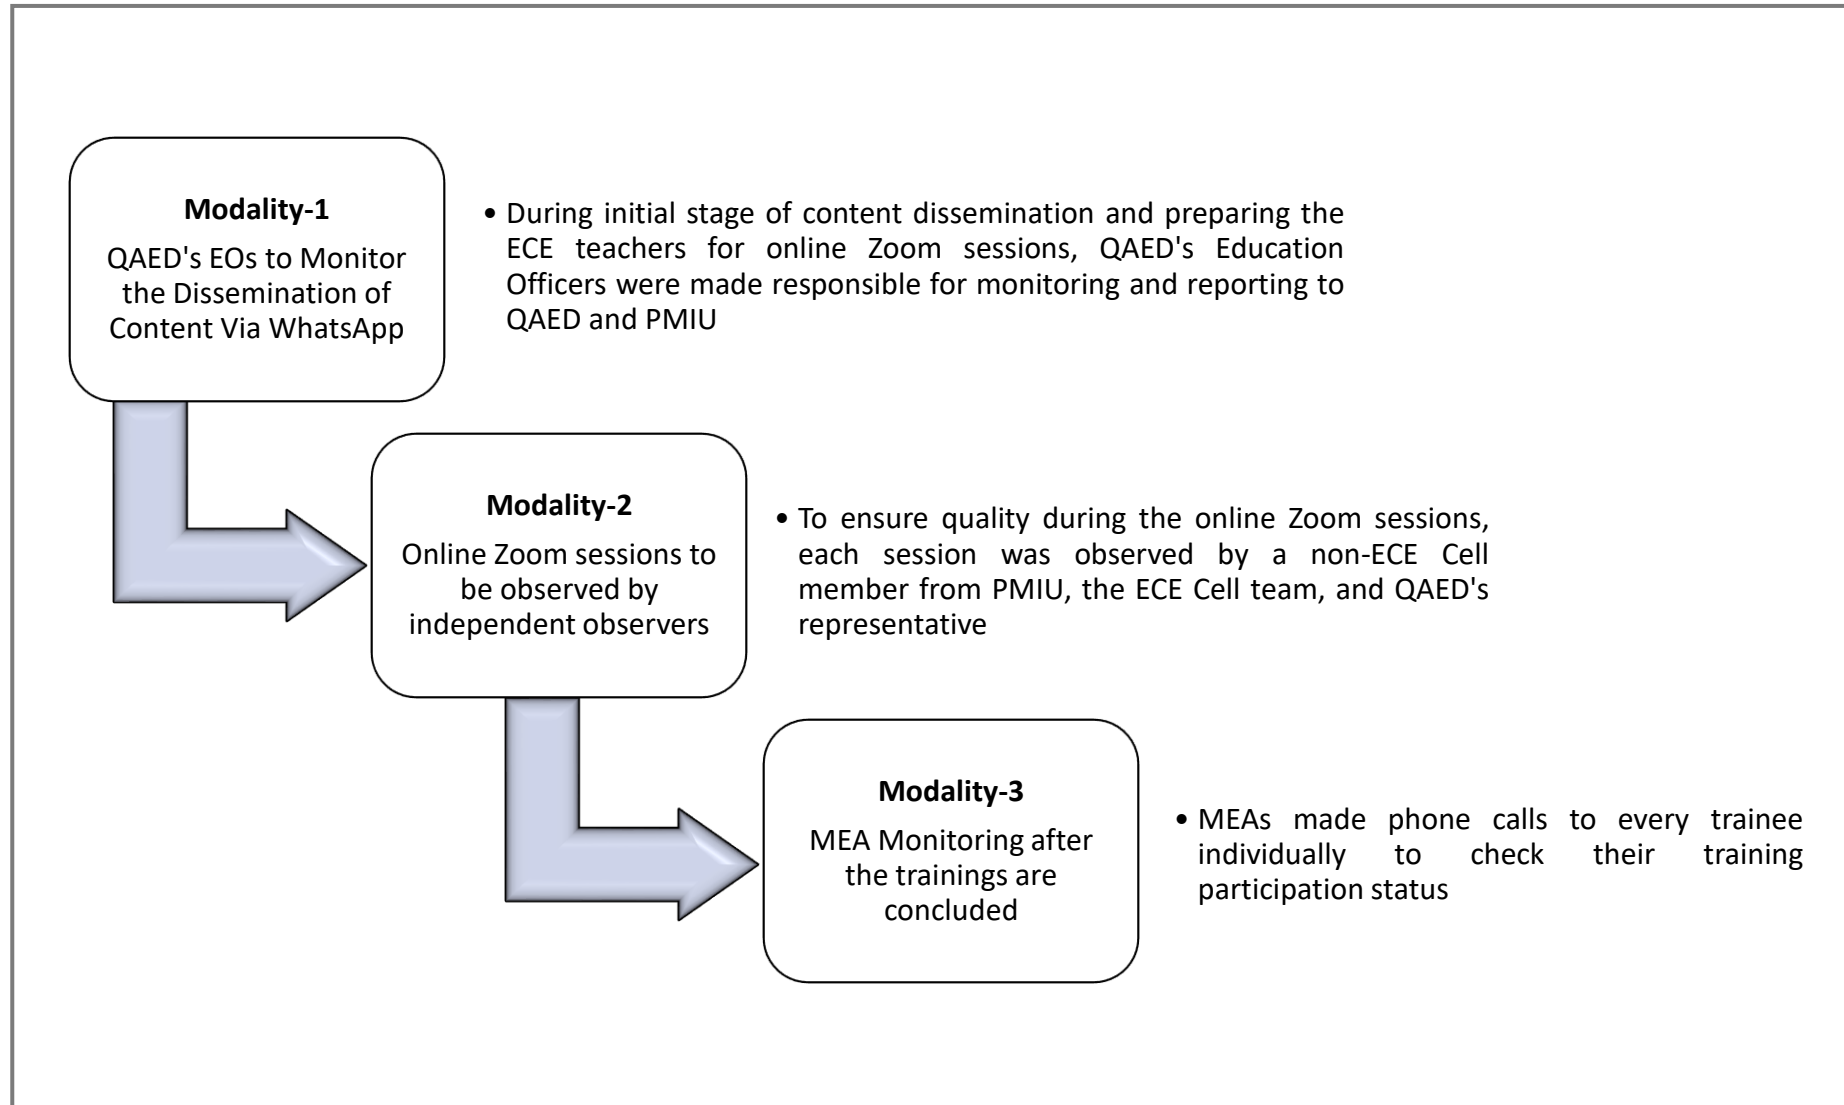 Modality-1
QAED's EOs to Monitor
the Dissemination of
Content Via WhatsApp
• During initial stage of content dissemination and preparing the
ECE teachers for online Zoom sessions, QAED's Education
Officers were made responsible for monitoring and reporting to
QAED and PMIU
Modality-2
Online Zoom sessions to
be observed by
independent observers
• To ensure quality during the online Zoom sessions,
each session was observed by a non-ECE Cell
member from PMIU, the ECE Cell team, and QAED's
representative
Modality-3
MEA Monitoring after
the trainings are
concluded
• MEAs made phone calls to every trainee
individually to check their training
participation status